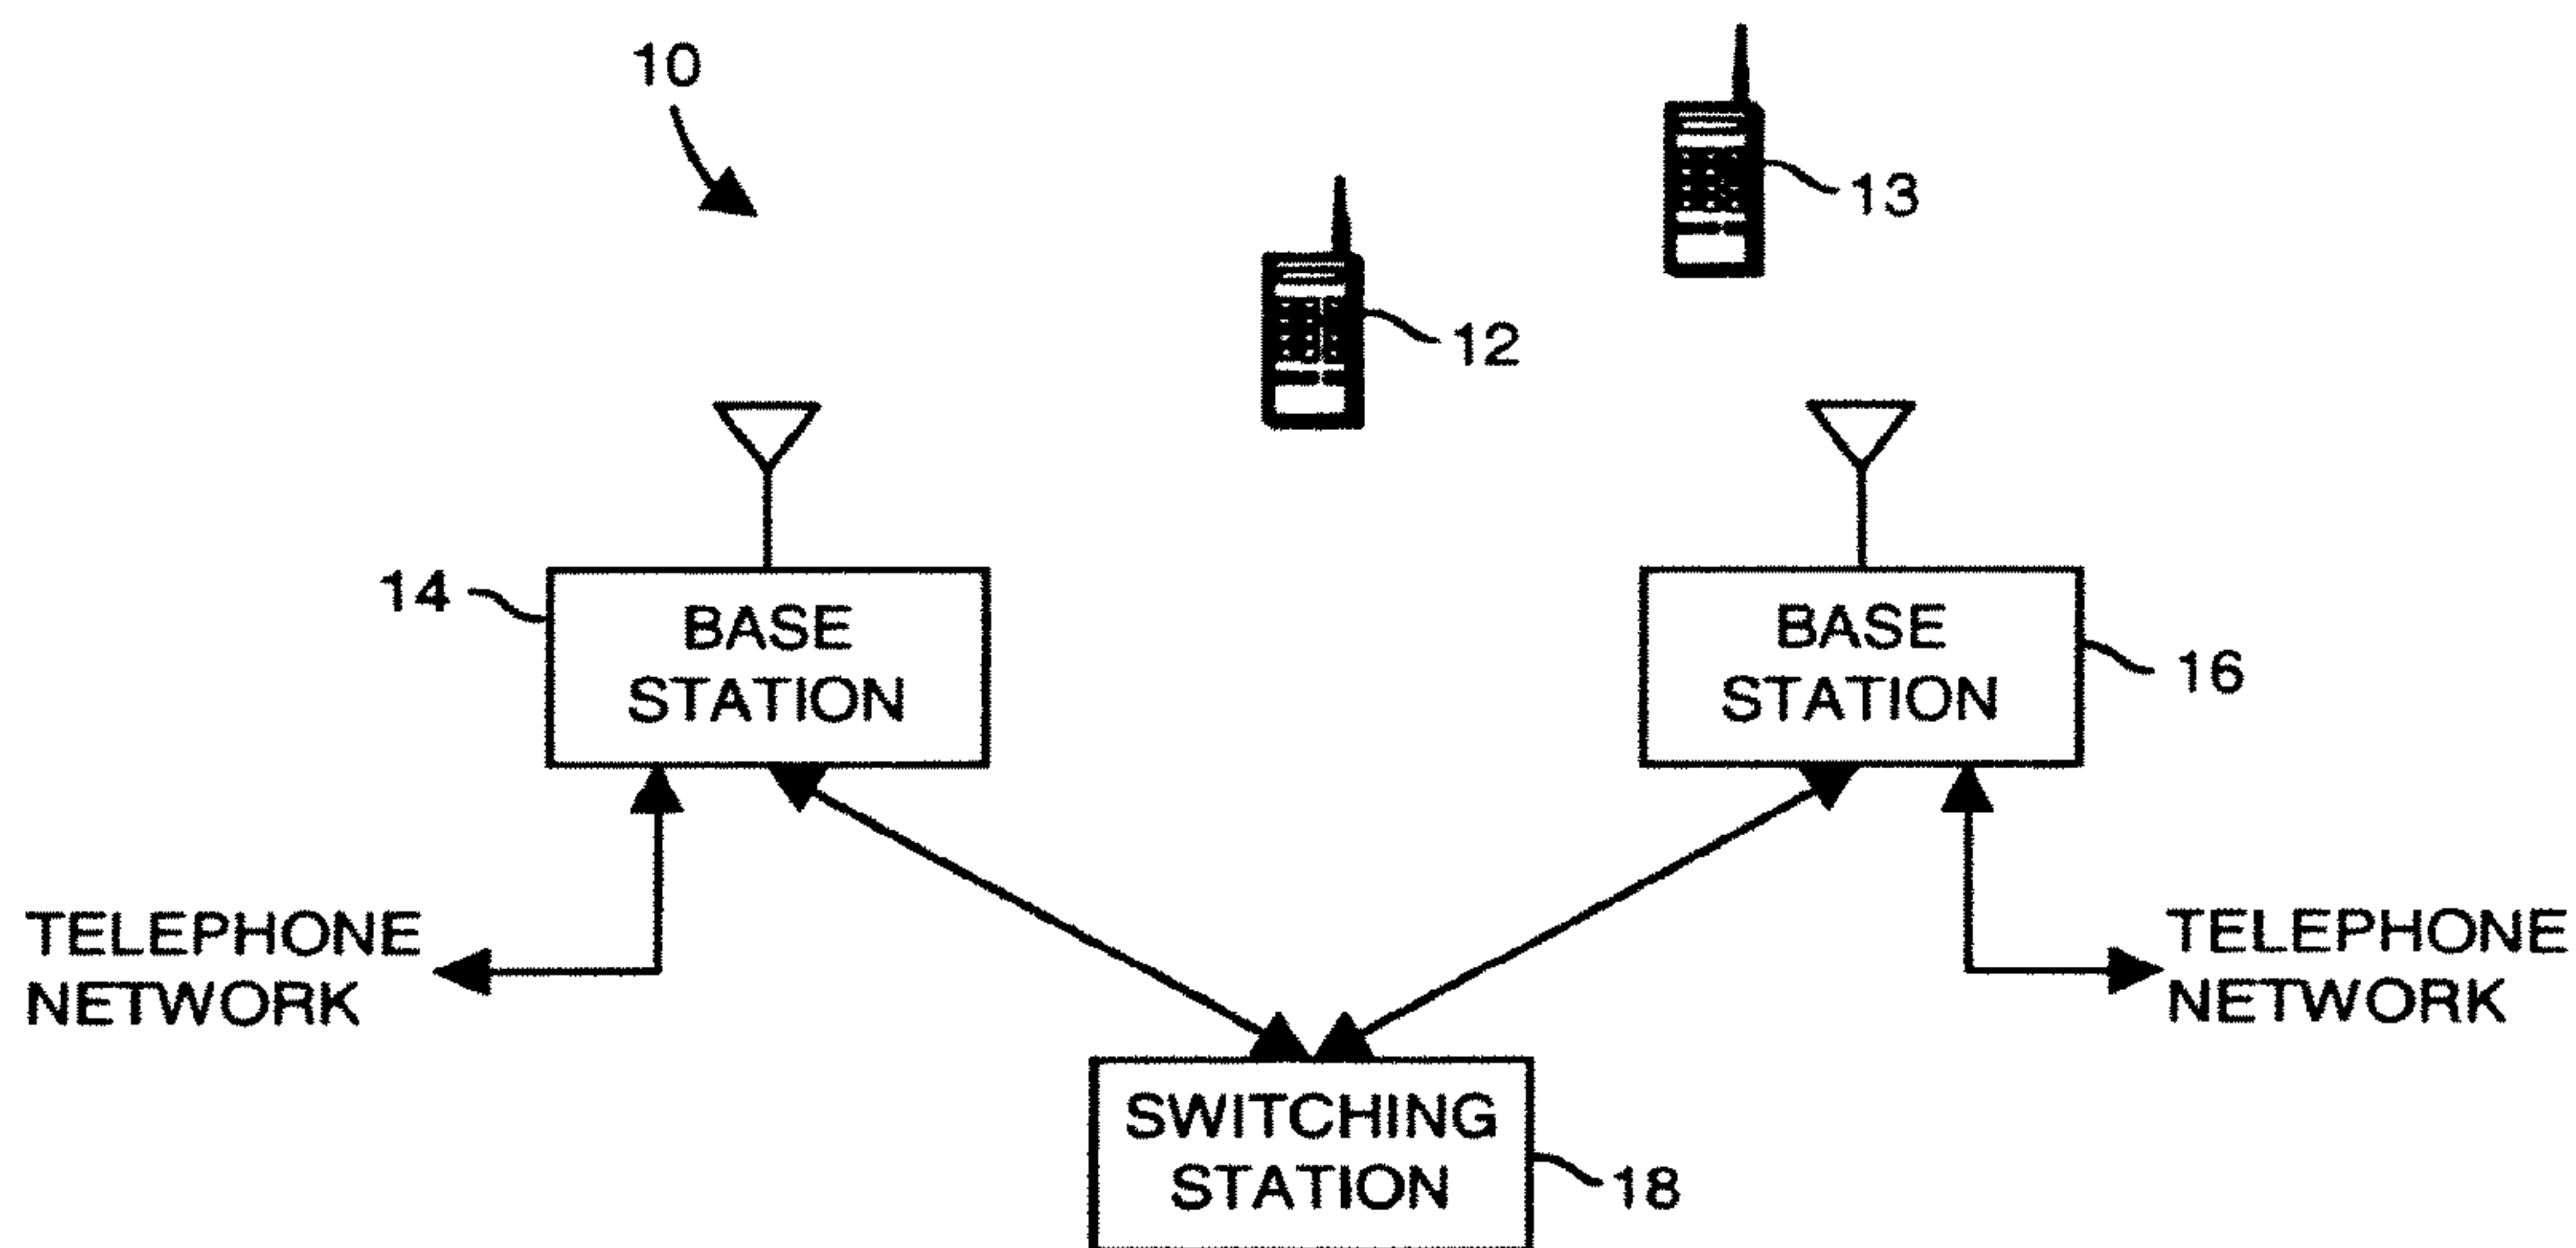 10
13
12
14
BASE
STATION
BASE
STATION
16
TELEPHONE
NETWORK
TELEPHONE
NETWORK
SWITCHING
STATION
18